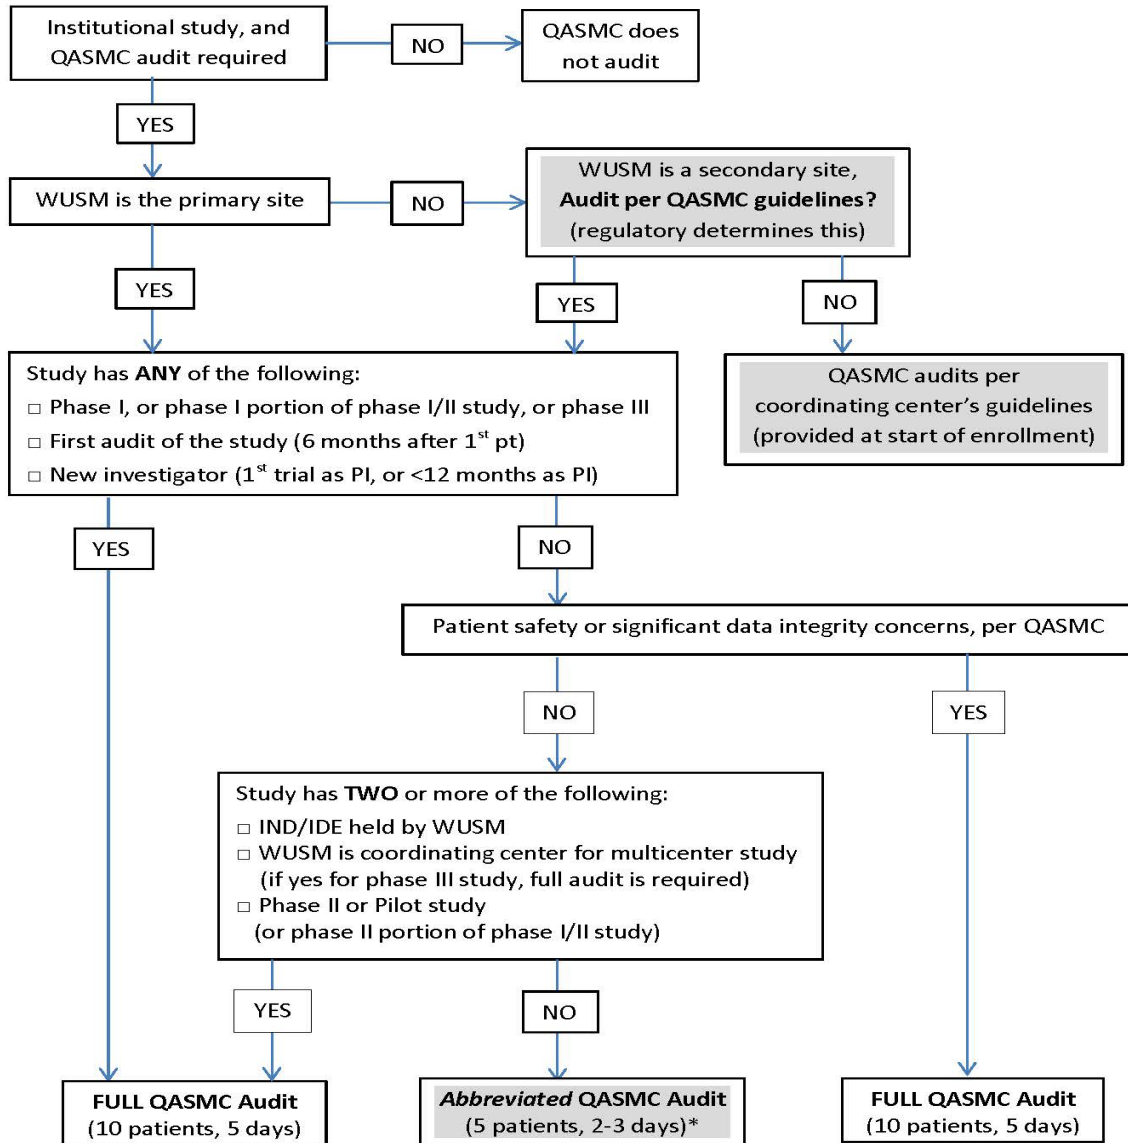 Institutional study, and
QASMC audit required
NO
QASMC does
not audit
YES
WUSM is the primary site
NO
WUSM is a secondary site,
Audit per QASMC guidelines?
(regulatory determines this)
YES
YES
NO
Study has ANY of the following:
□ Phase I, or phase I portion of phase I/II study, or phase III
□ First audit of the study (6 months after 1st pt)
□ New investigator (1st trial as PI, or <12 months as PI)
QASMC audits per
coordinating center’s guidelines
(provided at start of enrollment)
YES
NO
Patient safety or significant data integrity concerns, per QASMC
NO
YES
Study has TWO or more of the following:
□ IND/IDE held by WUSM
□ WUSM is coordinating center for multicenter study
(if yes for phase III study, full audit is required)
□ Phase II or Pilot study
(or phase II portion of phase I/II study)
YES
NO
FULL QASMC Audit
(10 patients, 5 days)
Abbreviated QASMC Audit
(5 patients, 2-3 days)*
FULL QASMC Audit
(10 patients, 5 days)